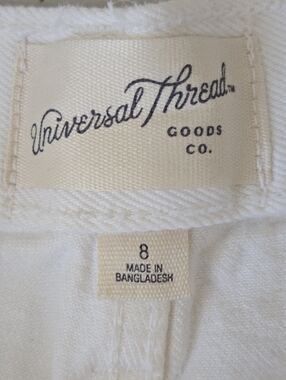 Universal Thread™
GOODS
CO.
8
MADE IN
BANGLADESH